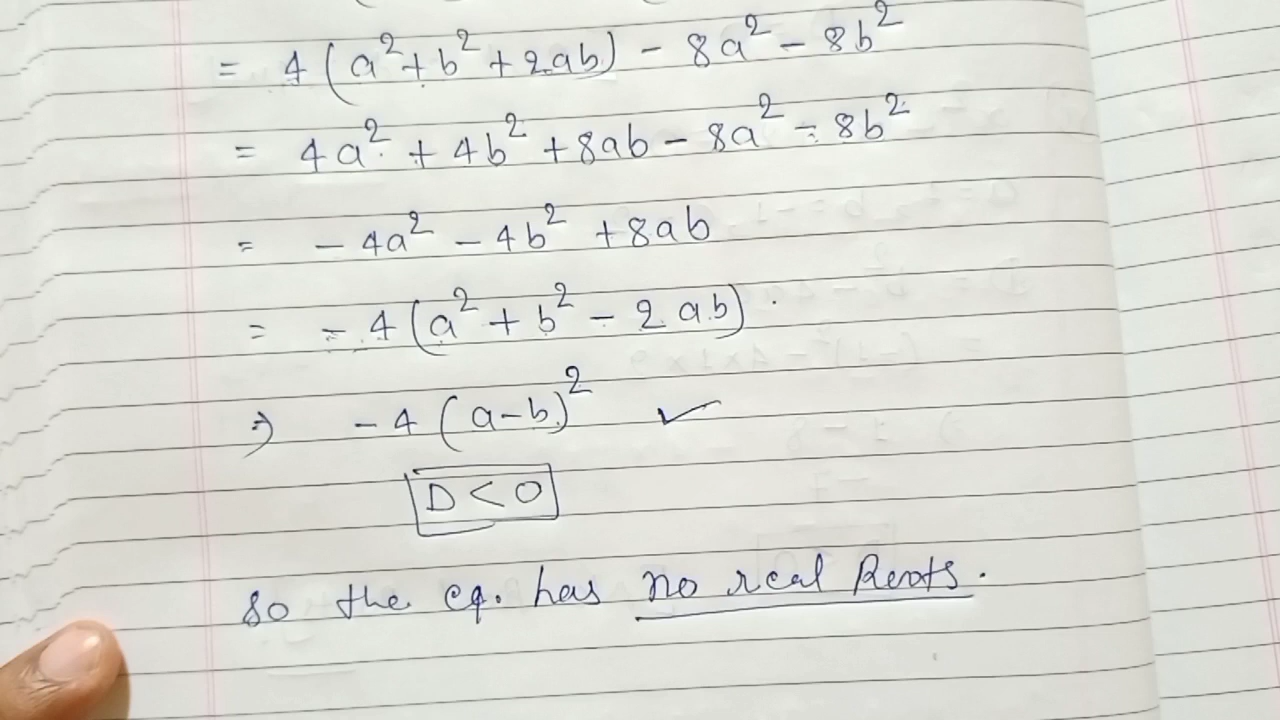 = 4 (a² + b² + 2ab) - 8a² - 8b²
= 4a² + 4b² + 8ab - 8a² - 8b²
= - 4a² - 4b² + 8ab
= - 4 (a² + b² - 2ab)
⇒ - 4 (a-b)² ✓
D < 0
so the eq. has no real Roots.